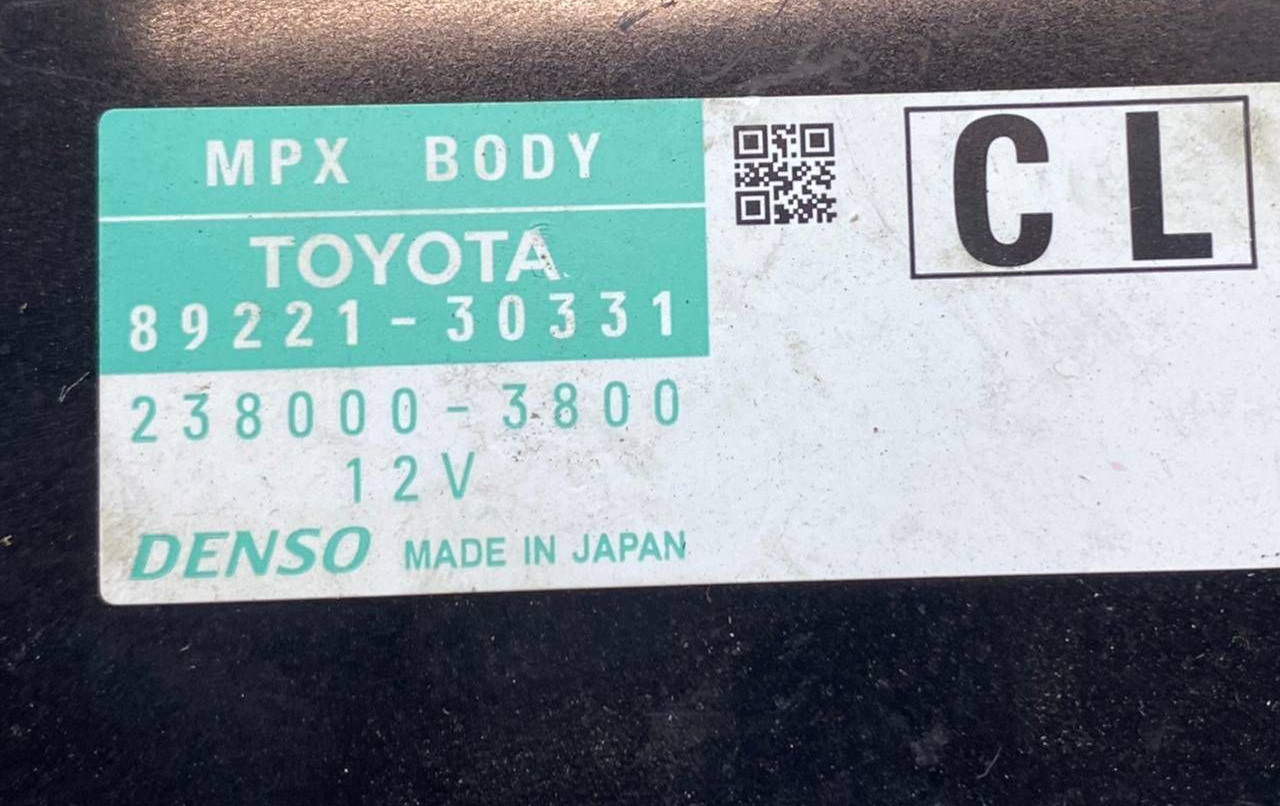 MPX BODY
TOYOTA
89221-30331
238000-3800
12V
DENSO MADE IN JAPAN
CL